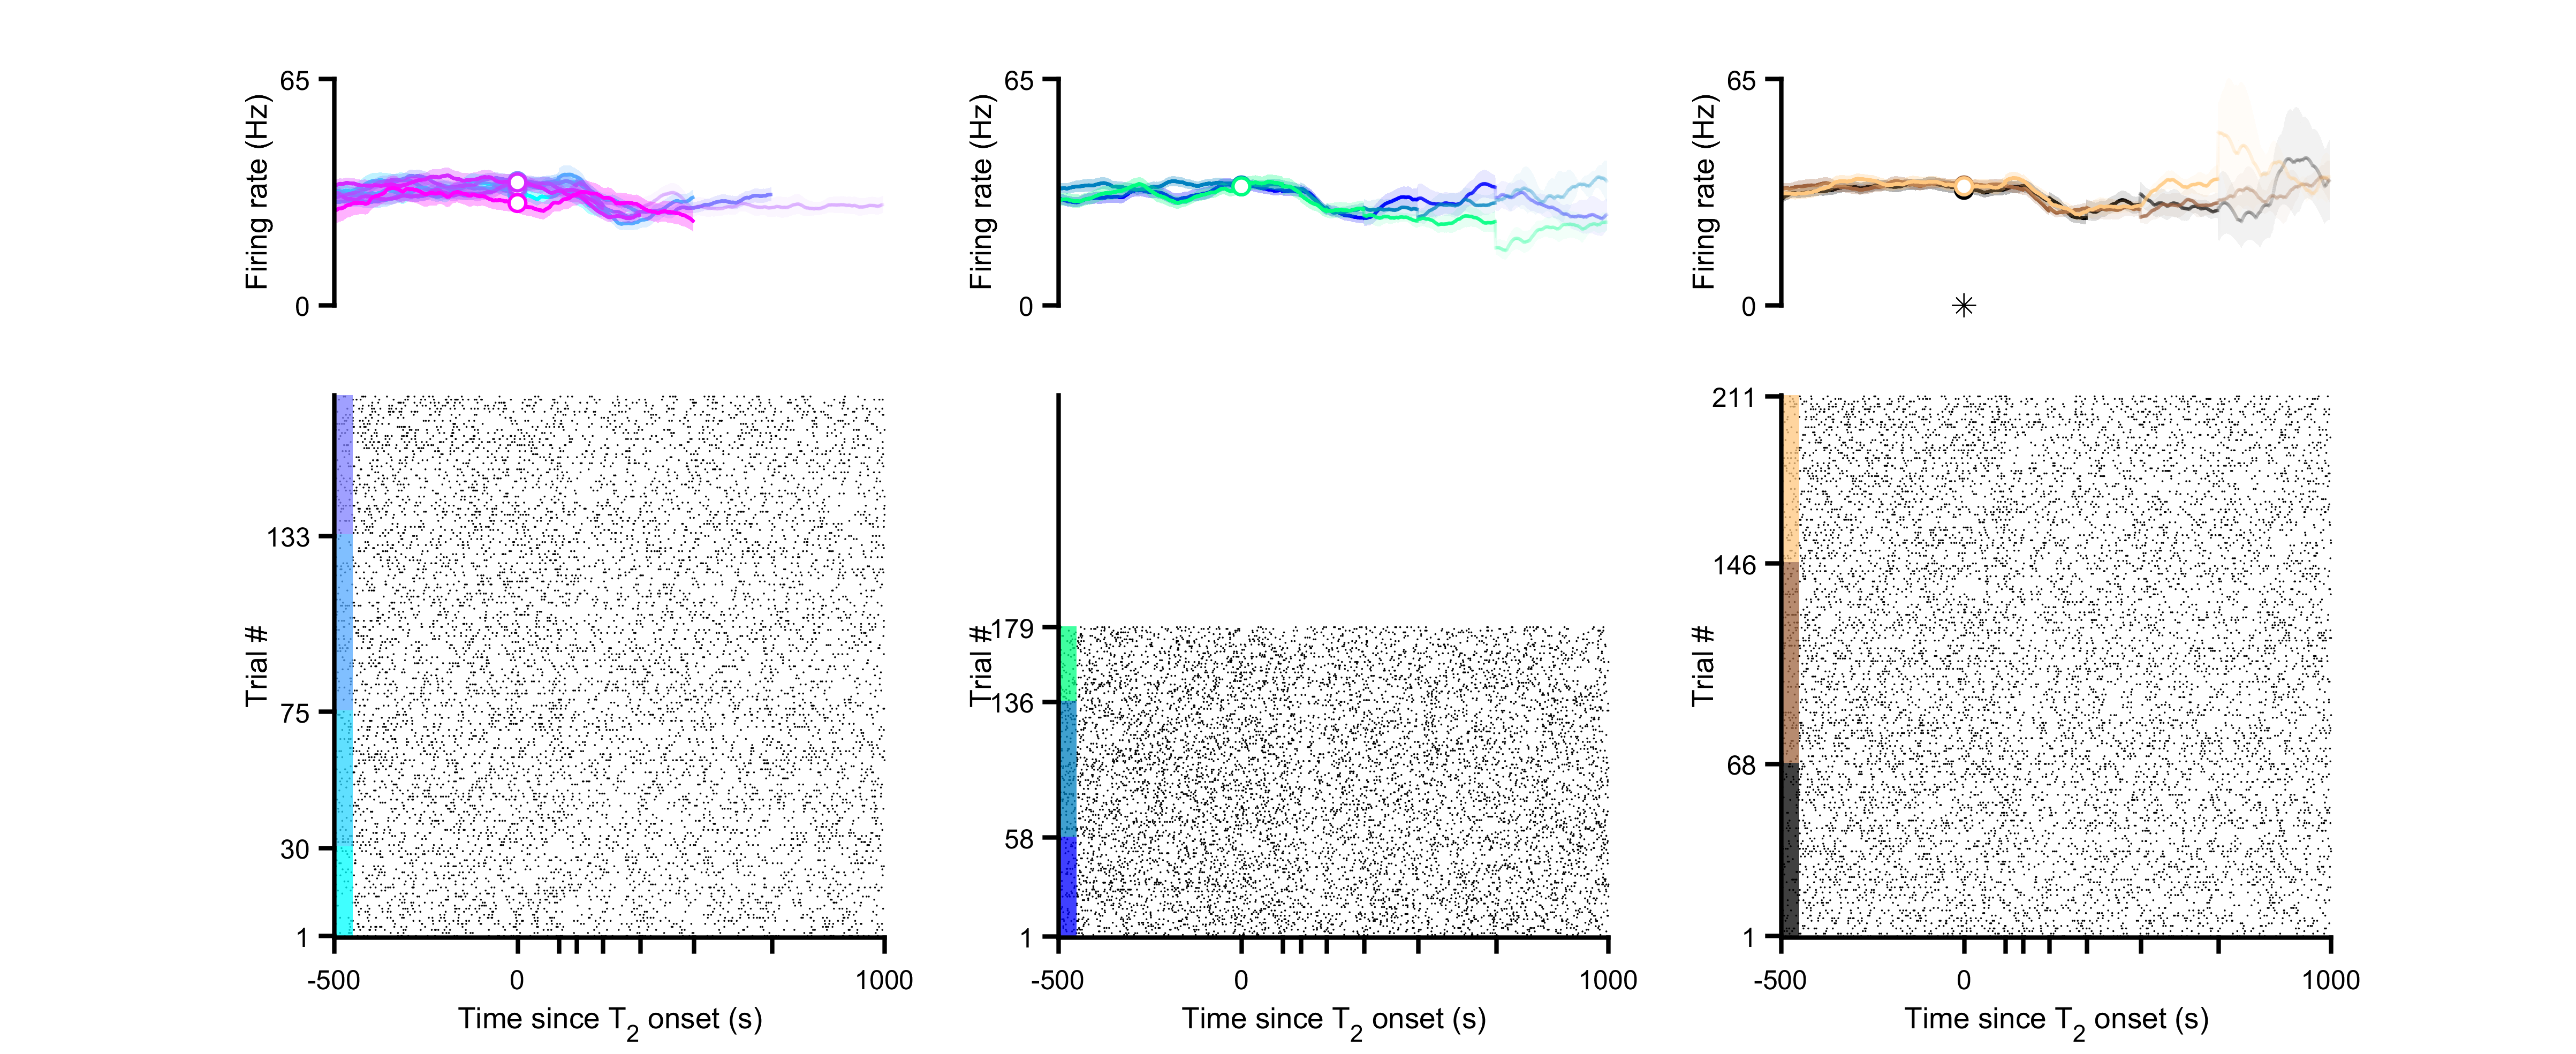 65
Firing rate (Hz)
0
65
Firing rate (Hz)
0
65
Firing rate (Hz)
0
133
75
30
1
Trial #
-500 0 1000
Time since T2 onset (s)
179
136
58
1
Trial #
-500 0 1000
Time since T2 onset (s)
211
146
68
1
Trial #
-500 0 1000
Time since T2 onset (s)